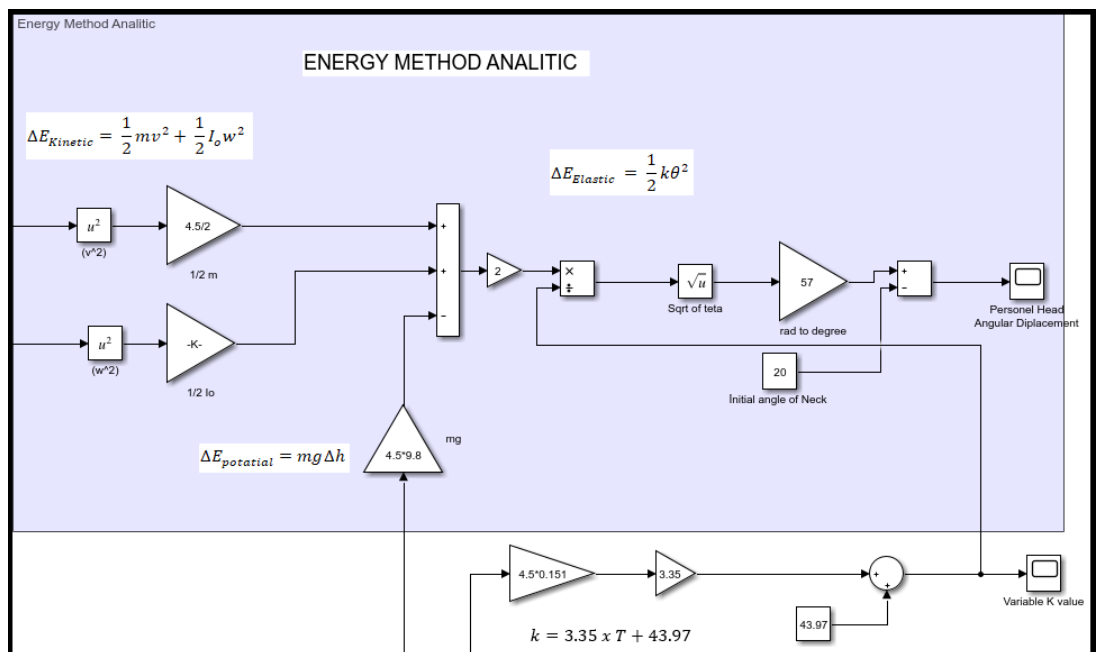 Energy Method Analitic
ENERGY METHOD ANALITIC
ΔE_Kinetic = 1/2 mv² + 1/2 I_o w²
ΔE_Elastic = 1/2 kθ²
u²
(v^2)
4.5/2
1/2 m
+
+
−
2
×
÷
√u
Sqrt of teta
57
rad to degree
+
−
Personel Head
Angular Diplacement
u²
(w^2)
-K-
1/2 Io
20
Initial angle of Neck
ΔE_potatial = mgΔh
4.5*9.8
mg
4.5*0.151
3.35
+
+
43.97
Variable K value
k = 3.35 x T + 43.97